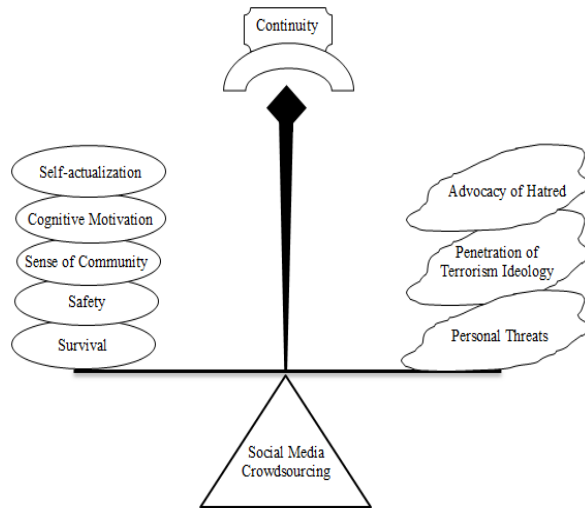 Continuity
Self-actualization
Cognitive Motivation
Sense of Community
Safety
Survival
Advocacy of Hatred
Penetration of
Terrorism Ideology
Personal Threats
Social Media
Crowdsourcing